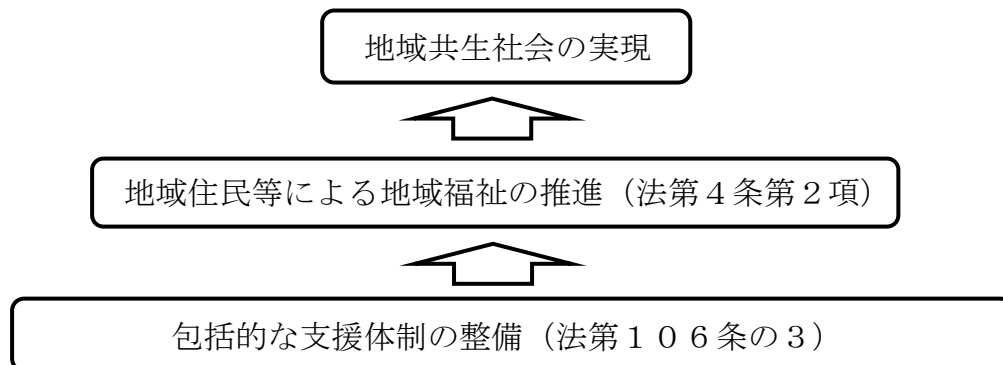 地域共生社会の実現
地域住民等による地域福祉の推進（法第４条第２項）
包括的な支援体制の整備（法第１０６条の３）